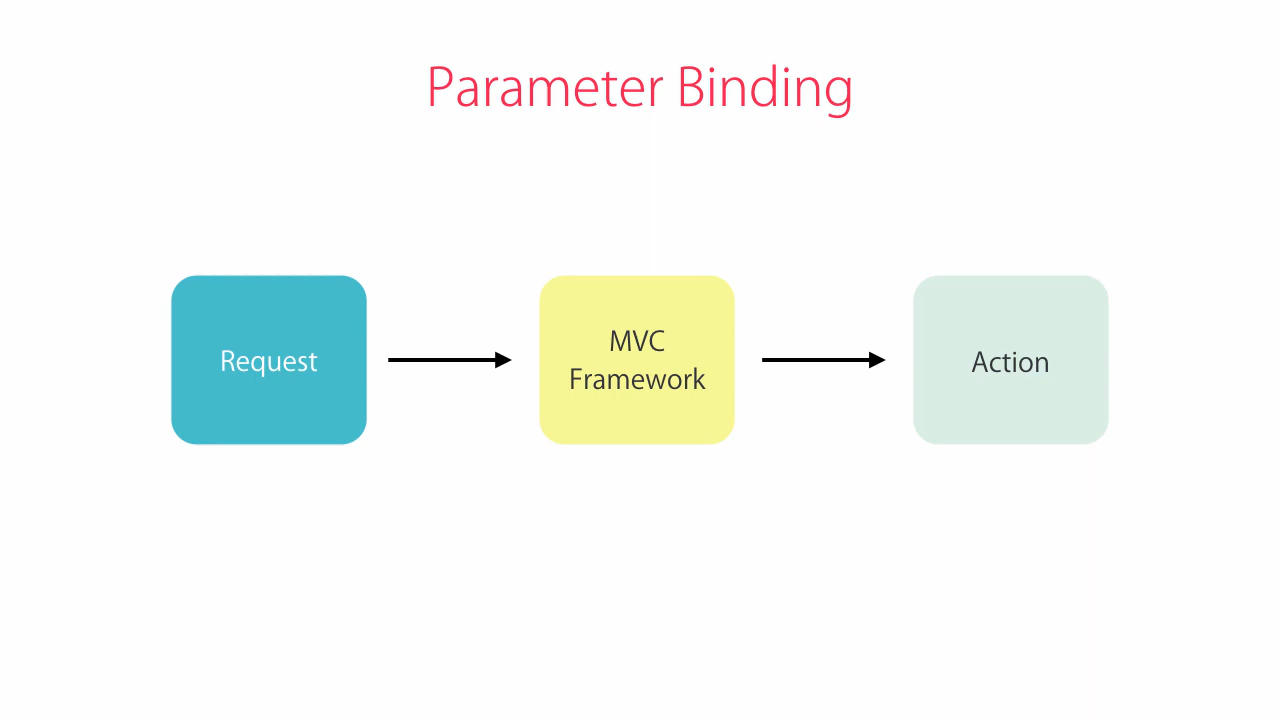 Parameter Binding
Request
MVC
Framework
Action